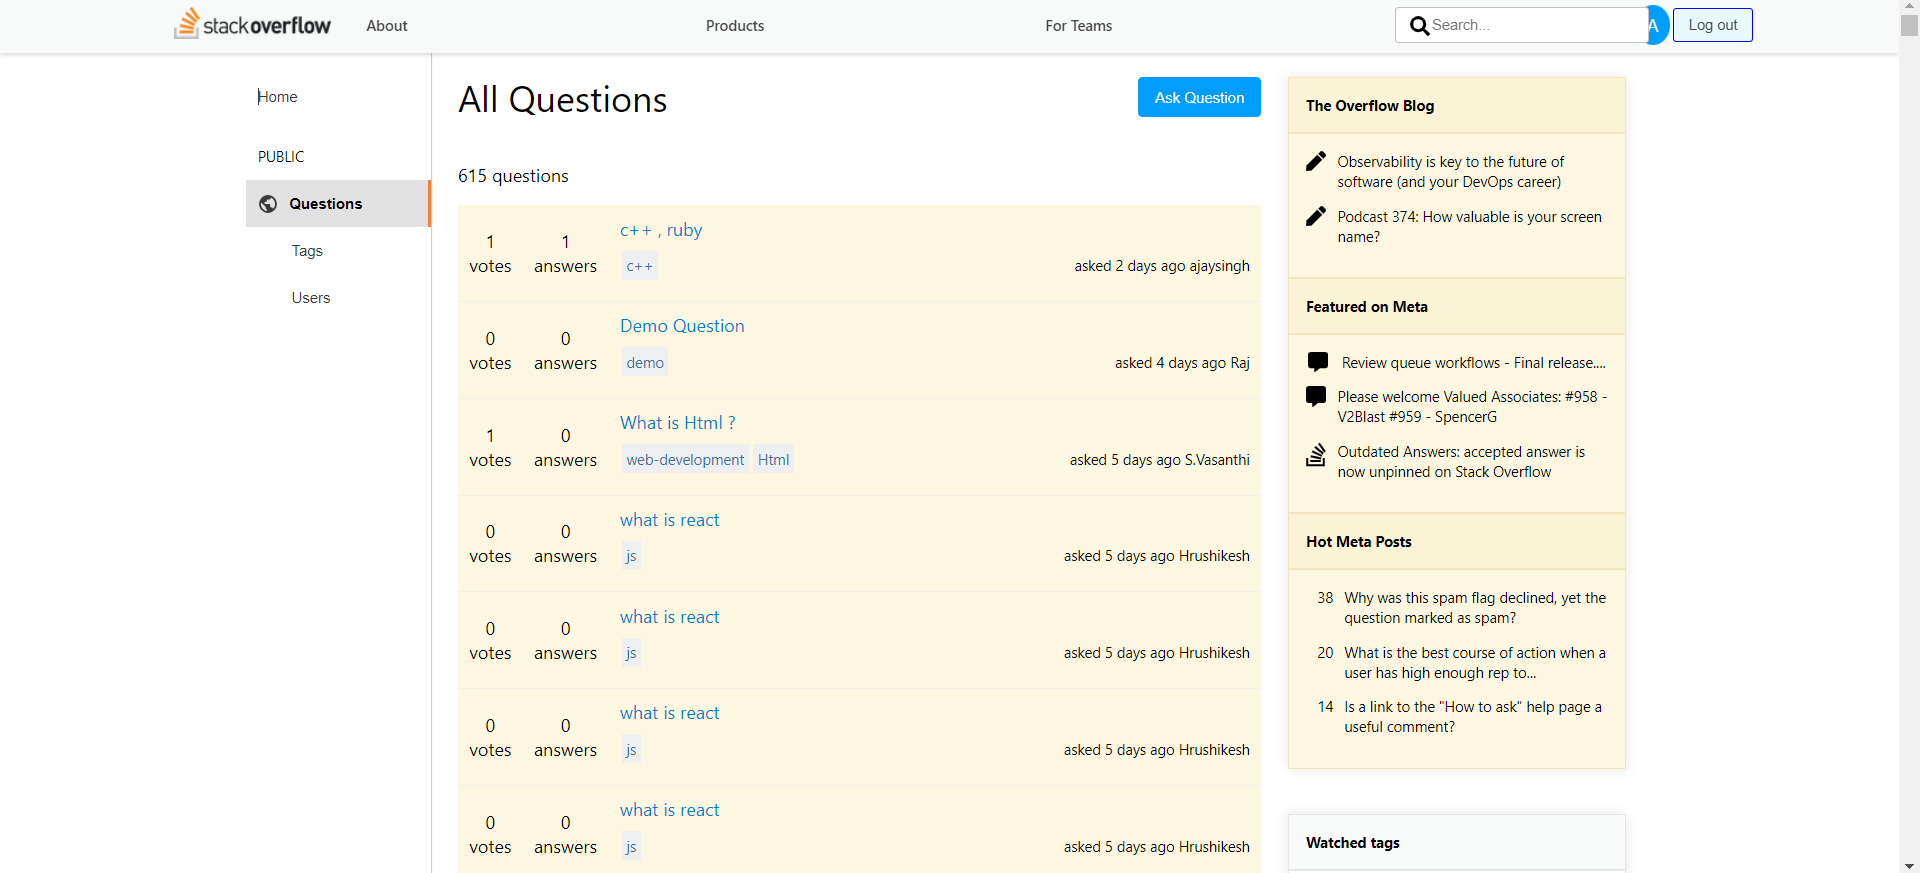 stackoverflow About Products For Teams Search... A Log out
Home
PUBLIC
Questions
Tags
Users
All Questions
Ask Question
615 questions
1 votes 1 answers
c++ , ruby
c++
asked 2 days ago ajaysingh
0 votes 0 answers
Demo Question
demo
asked 4 days ago Raj
1 votes 0 answers
What is Html ?
web-development Html
asked 5 days ago S.Vasanthi
0 votes 0 answers
what is react
js
asked 5 days ago Hrushikesh
0 votes 0 answers
what is react
js
asked 5 days ago Hrushikesh
0 votes 0 answers
what is react
js
asked 5 days ago Hrushikesh
0 votes 0 answers
what is react
js
asked 5 days ago Hrushikesh
The Overflow Blog
Observability is key to the future of
software (and your DevOps career)
Podcast 374: How valuable is your screen
name?
Featured on Meta
Review queue workflows - Final release....
Please welcome Valued Associates: #958 -
V2Blast #959 - SpencerG
Outdated Answers: accepted answer is
now unpinned on Stack Overflow
Hot Meta Posts
38 Why was this spam flag declined, yet the
question marked as spam?
20 What is the best course of action when a
user has high enough rep to...
14 Is a link to the "How to ask" help page a
useful comment?
Watched tags